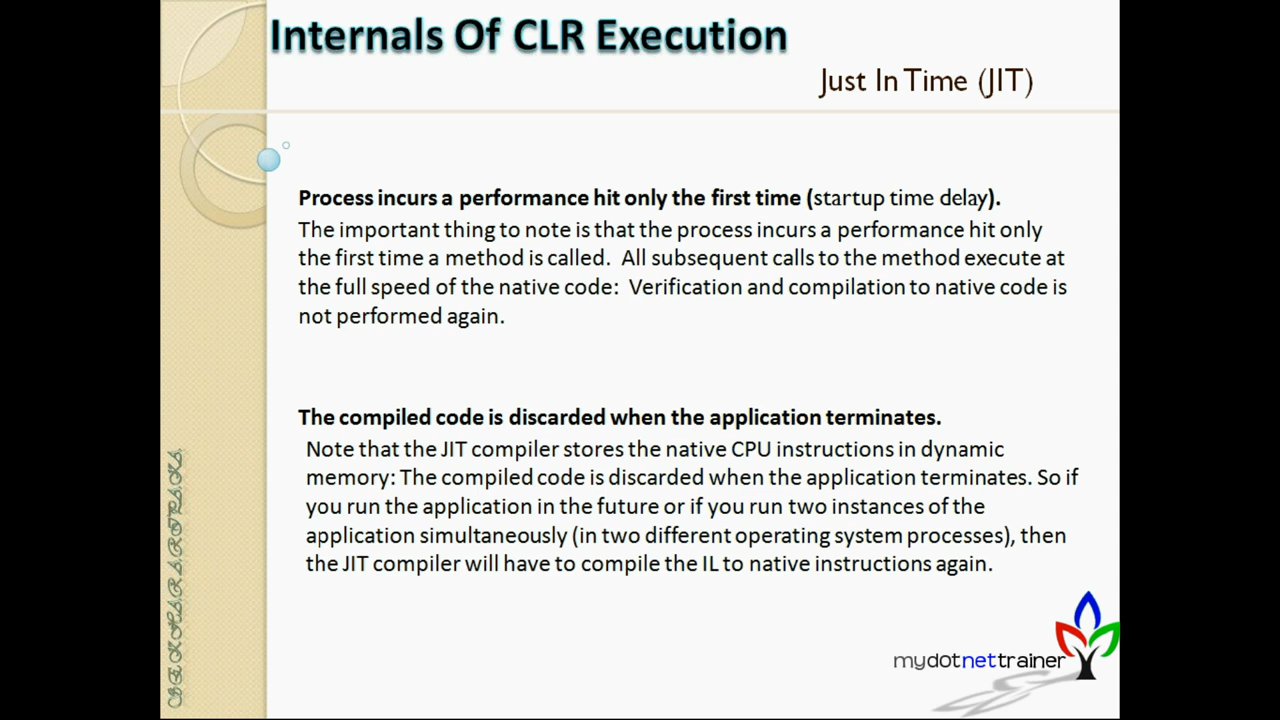 Internals Of CLR Execution
Just In Time (JIT)
Process incurs a performance hit only the first time (startup time delay).
The important thing to note is that the process incurs a performance hit only
the first time a method is called. All subsequent calls to the method execute at
the full speed of the native code: Verification and compilation to native code is
not performed again.
The compiled code is discarded when the application terminates.
Note that the JIT compiler stores the native CPU instructions in dynamic
memory: The compiled code is discarded when the application terminates. So if
you run the application in the future or if you run two instances of the
application simultaneously (in two different operating system processes), then
the JIT compiler will have to compile the IL to native instructions again.
mydotnettrainer